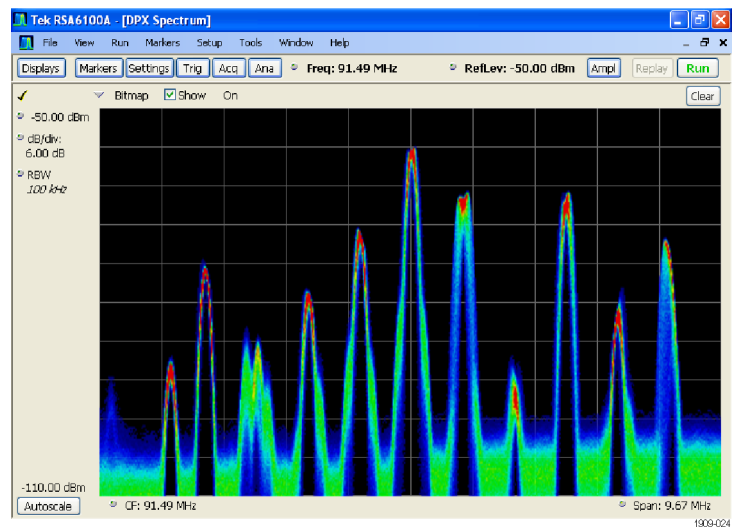 Tek RSA6100A - [DPX Spectrum]
File View Run Markers Setup Tools Window Help
Displays Markers Settings Trig Acq Ana Freq: 91.49 MHz RefLev: -50.00 dBm Ampl Replay Run
Bitmap Show On Clear
-50.00 dBm
dB/div:
6.00 dB
RBW
100 kHz
-110.00 dBm
Autoscale CF: 91.49 MHz Span: 9.67 MHz
1909-024